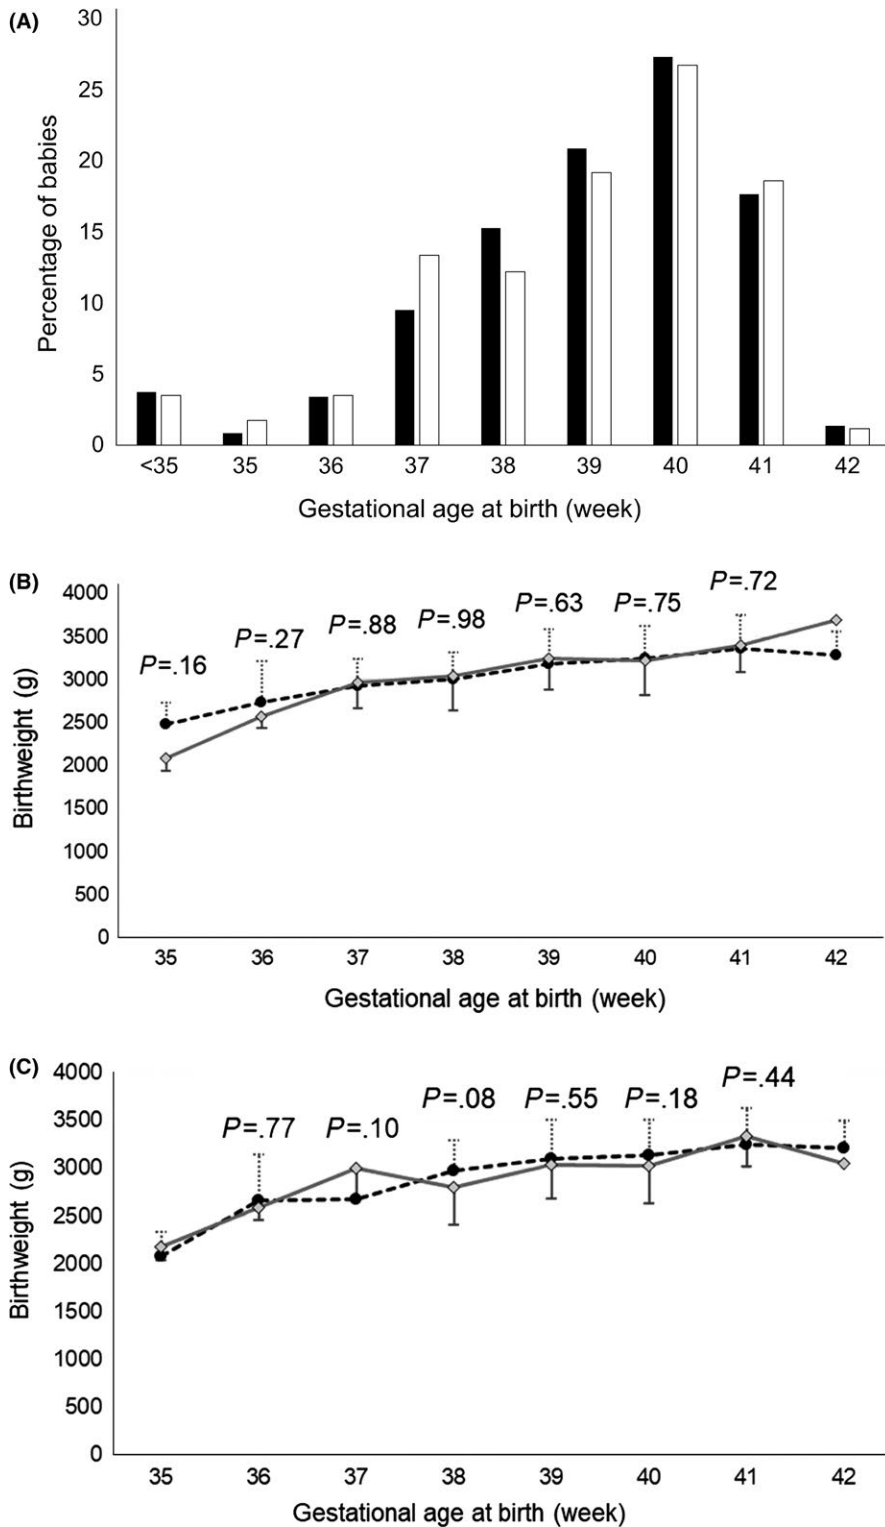 (A)
30
25
20
15
10
5
0
Percentage of babies
<35 35 36 37 38 39 40 41 42
Gestational age at birth (week)
(B)
4000
3500
3000
2500
2000
1500
1000
500
0
Birthweight (g)
P=.16 P=.27 P=.88 P=.98 P=.63 P=.75 P=.72
35 36 37 38 39 40 41 42
Gestational age at birth (week)
(C)
4000
3500
3000
2500
2000
1500
1000
500
0
Birthweight (g)
P=.77 P=.10 P=.08 P=.55 P=.18 P=.44
35 36 37 38 39 40 41 42
Gestational age at birth (week)